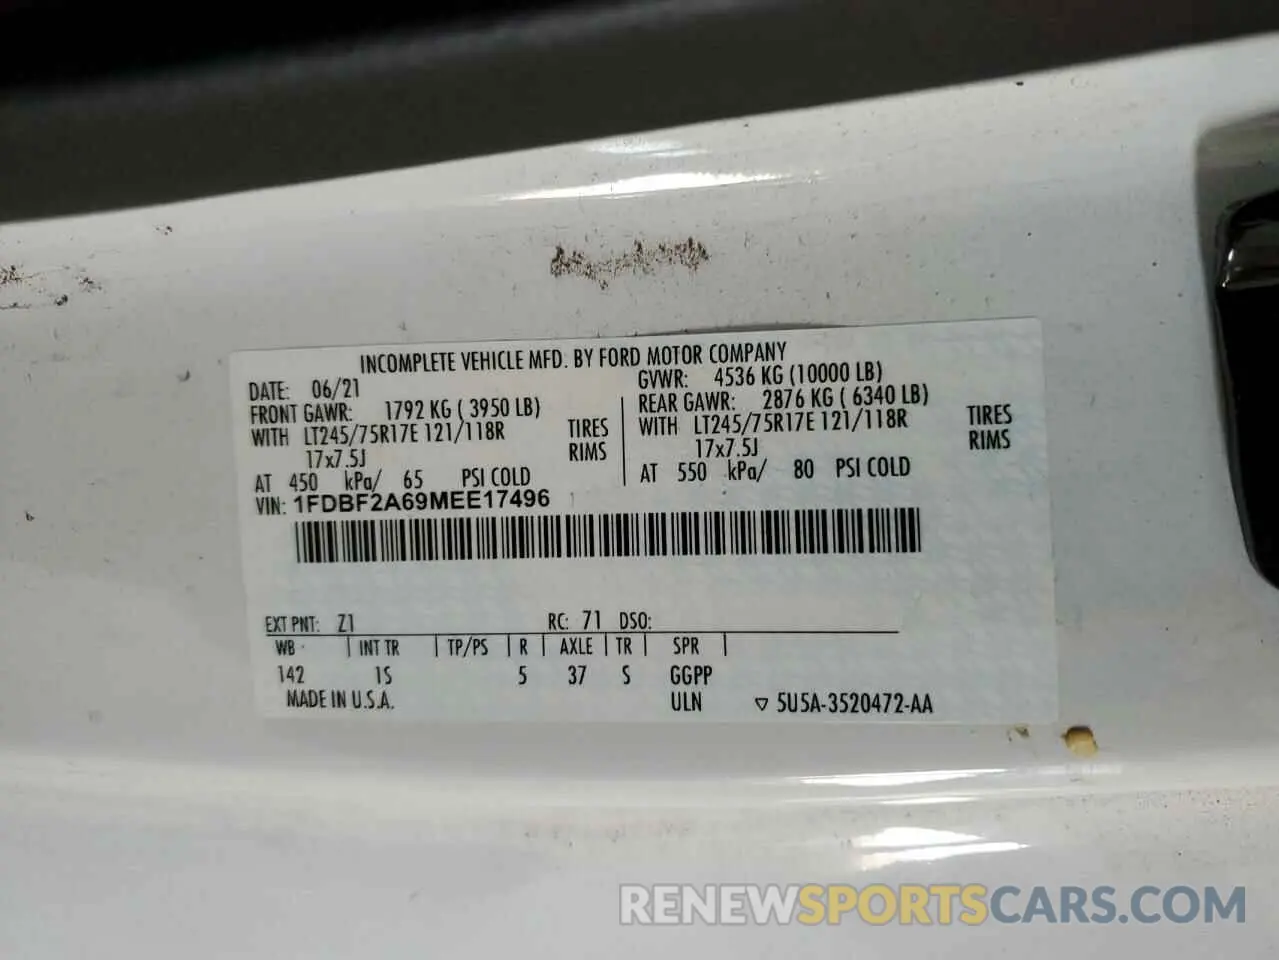 INCOMPLETE VEHICLE MFD. BY FORD MOTOR COMPANY
DATE: 06/21 GVWR: 4536 KG (10000 LB)
FRONT GAWR: 1792 KG ( 3950 LB) REAR GAWR: 2876 KG ( 6340 LB)
WITH LT245/75R17E 121/118R TIRES WITH LT245/75R17E 121/118R TIRES
17x7.5J RIMS 17x7.5J RIMS
AT 450 kPa/ 65 PSI COLD AT 550 kPa/ 80 PSI COLD
VIN: 1FDBF2A69MEE17496
EXT PNT: Z1 RC: 71 DSO:
WB INT TR TP/PS R AXLE TR SPR
142 1S 5 37 S GGPP
MADE IN U.S.A. ULN ▽ 5U5A-3520472-AA
RENEWSPORTSCARS.COM